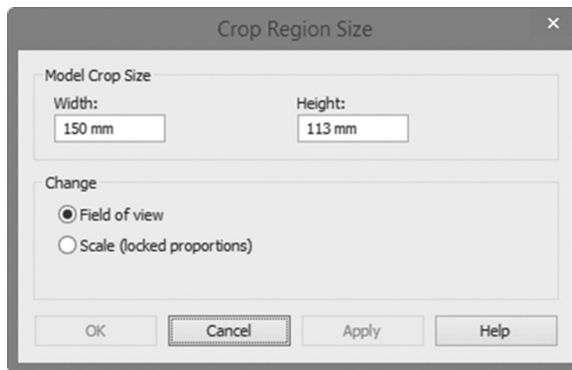 Crop Region Size
Model Crop Size
Width: Height:
150 mm 113 mm
Change
Field of view
Scale (locked proportions)
OK Cancel Apply Help